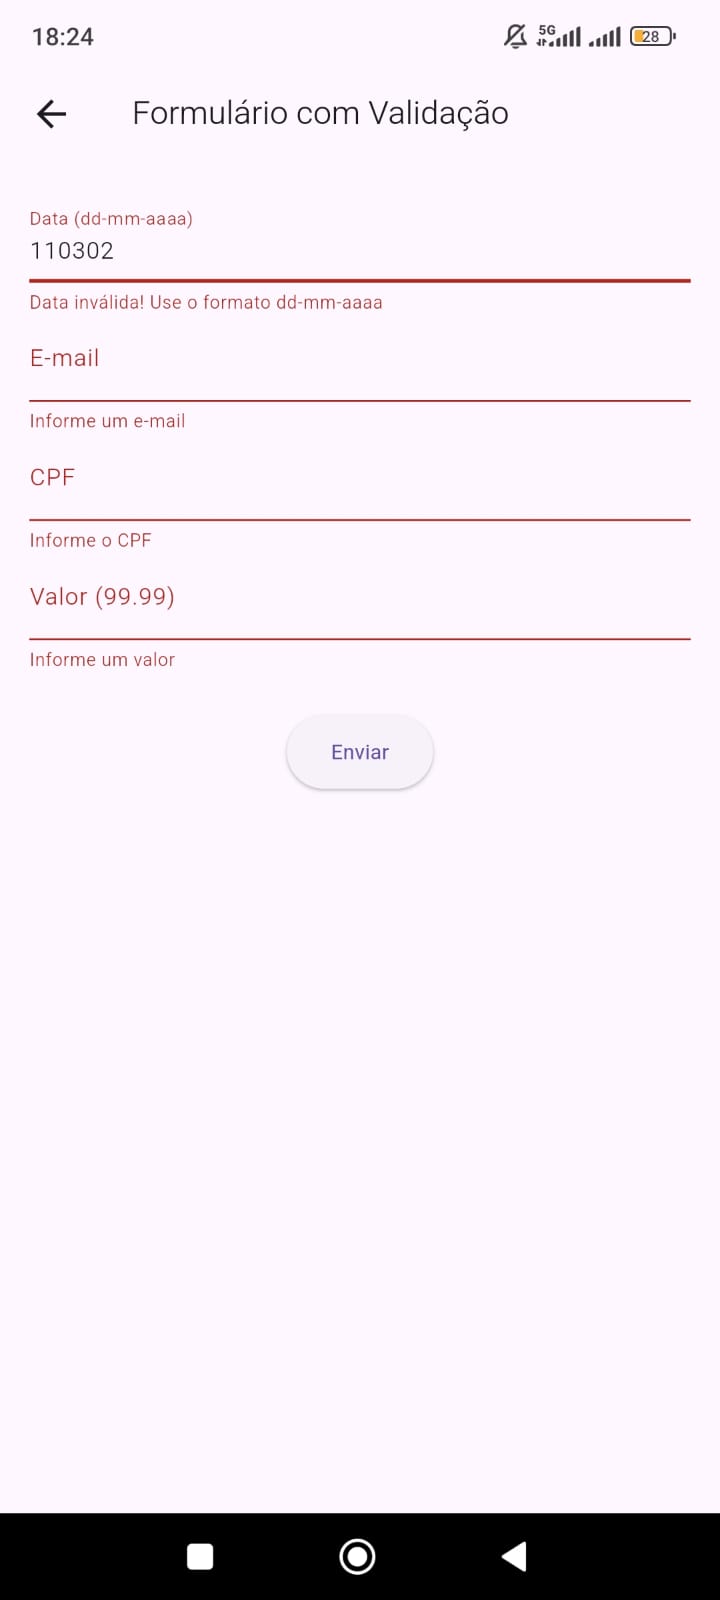 18:24
5G
28
Formulário com Validação
Data (dd-mm-aaaa)
110302
Data inválida! Use o formato dd-mm-aaaa
E-mail
Informe um e-mail
CPF
Informe o CPF
Valor (99.99)
Informe um valor
Enviar